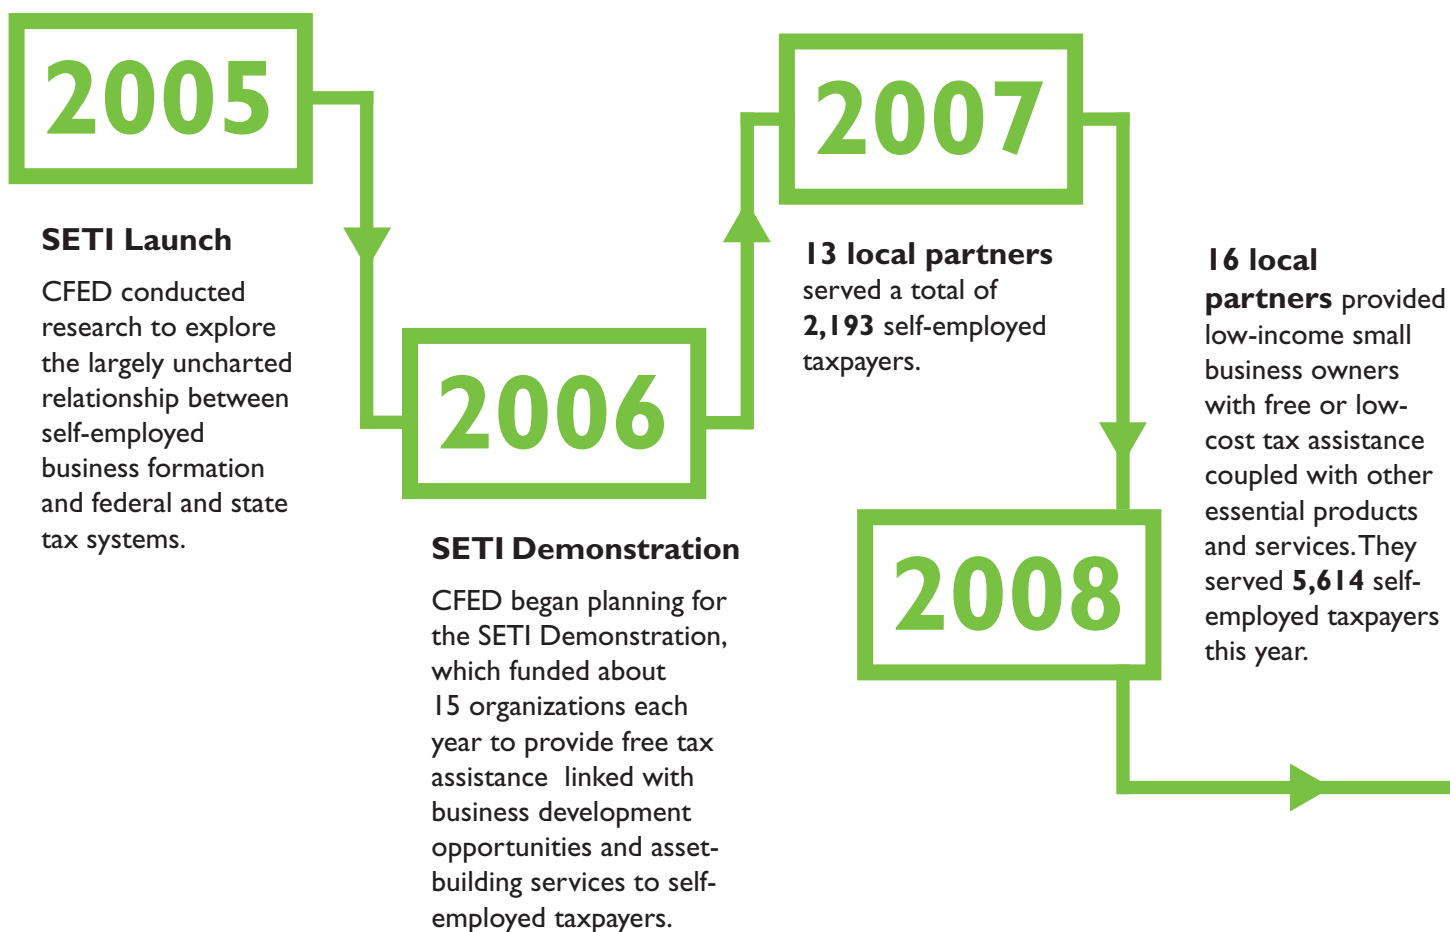 2005
SETI Launch
CFED conducted
research to explore
the largely uncharted
relationship between
self-employed
business formation
and federal and state
tax systems.
2006
SETI Demonstration
CFED began planning for
the SETI Demonstration,
which funded about
15 organizations each
year to provide free tax
assistance linked with
business development
opportunities and asset-
building services to self-
employed taxpayers.
2007
13 local partners
served a total of
2,193 self-employed
taxpayers.
2008
16 local
partners provided
low-income small
business owners
with free or low-
cost tax assistance
coupled with other
essential products
and services. They
served 5,614 self-
employed taxpayers
this year.